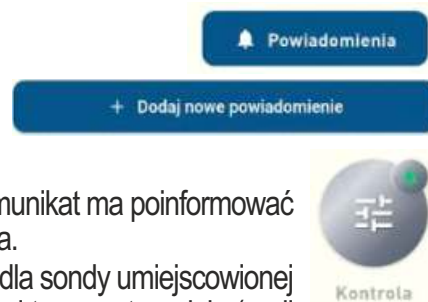 Powiadomienia
+ Dodaj nowe powiadomienie
munikat ma poinformować
a.
dla sondy umiejscowionej
Kontrola